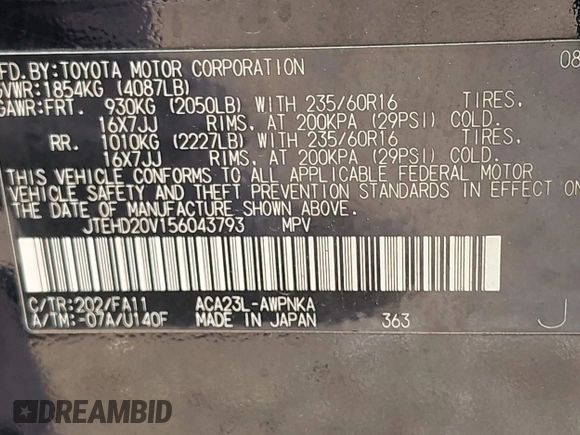 FD. BY: TOYOTA MOTOR CORPORATION 08
GVWR: 1854KG (4087LB)
GAWR: FRT. 930KG (2050LB) WITH 235/60R16 TIRES,
16X7JJ RIMS, AT 200KPA (29PSI) COLD.
RR. 1010KG (2227LB) WITH 235/60R16 TIRES,
16X7JJ RIMS, AT 200KPA (29PSI) COLD.
THIS VEHICLE CONFORMS TO ALL APPLICABLE FEDERAL MOTOR
VEHICLE SAFETY AND THEFT PREVENTION STANDARDS IN EFFECT ON
THE DATE OF MANUFACTURE SHOWN ABOVE.
JTEHD20V156043793 MPV
C/TR: 202/FA11 ACA23L-AWPNKA
A/TM: -07A/U140F MADE IN JAPAN 363 J
DREAMBID